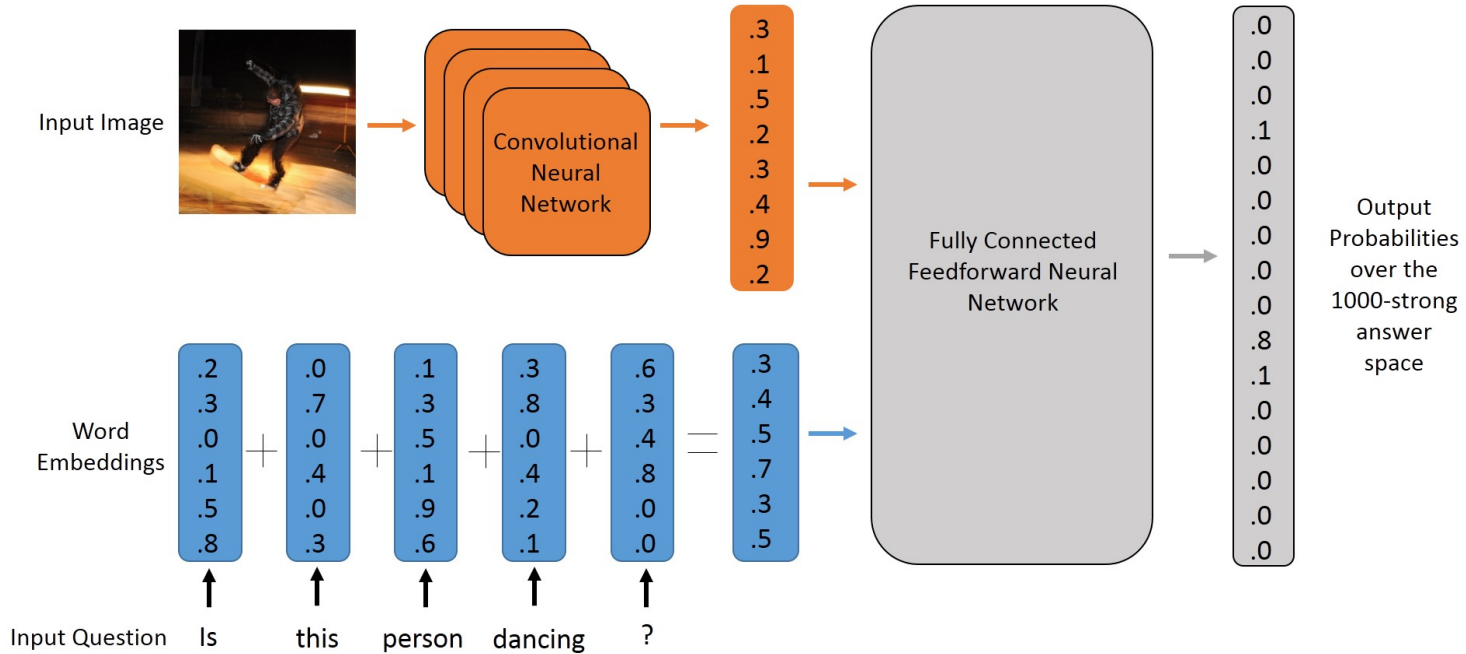 Input Image
Convolutional
Neural
Network
.3
.1
.5
.2
.3
.4
.9
.2
Fully Connected
Feedforward Neural
Network
.0
.0
.0
.1
.0
.0
.0
.0
.0
.8
.1
.0
.0
.0
.0
.0
Output
Probabilities
over the
1000-strong
answer
space
Word
Embeddings
.2 .0 .1 .3 .6 .3
.3 .7 .3 .8 .3 .4
.0 + .0 + .5 + .0 + .4 = .5
.1 .4 .1 .4 .8 .7
.5 .0 .9 .2 .0 .3
.8 .3 .6 .1 .0 .5
Input Question Is this person dancing ?